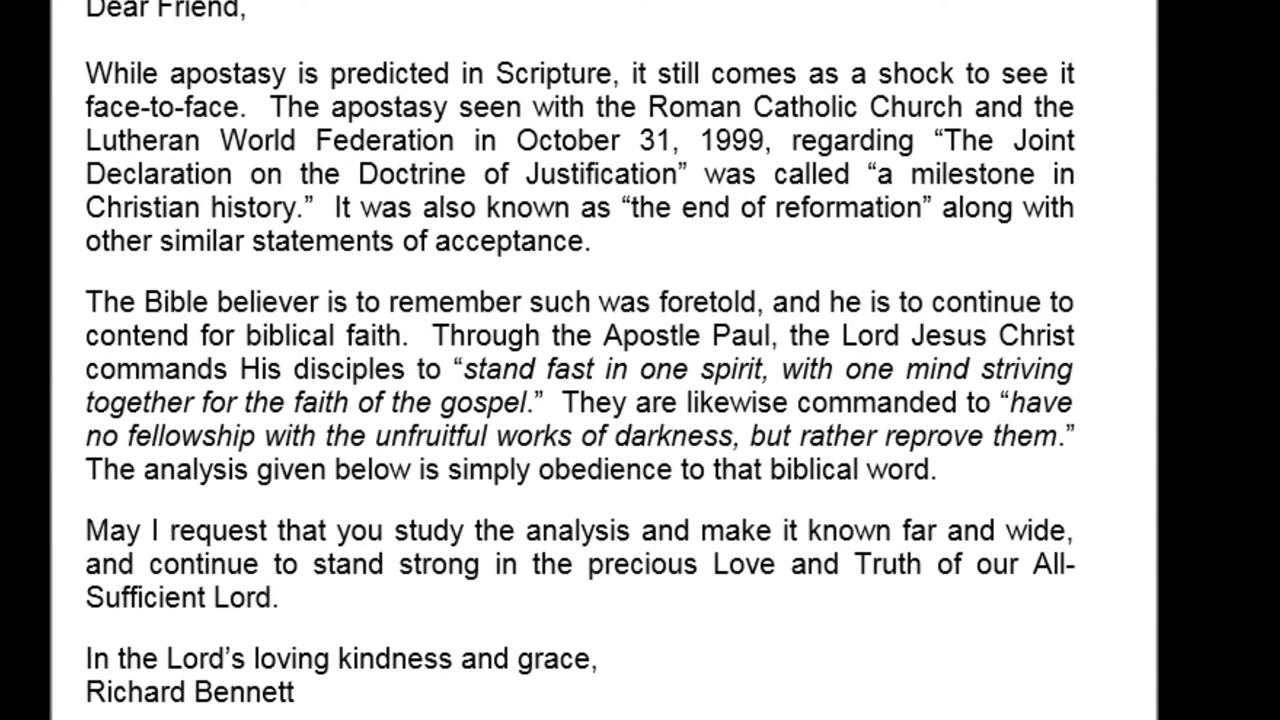 Dear Friend,
While apostasy is predicted in Scripture, it still comes as a shock to see it
face-to-face. The apostasy seen with the Roman Catholic Church and the
Lutheran World Federation in October 31, 1999, regarding “The Joint
Declaration on the Doctrine of Justification” was called “a milestone in
Christian history.” It was also known as “the end of reformation” along with
other similar statements of acceptance.
The Bible believer is to remember such was foretold, and he is to continue to
contend for biblical faith. Through the Apostle Paul, the Lord Jesus Christ
commands His disciples to “stand fast in one spirit, with one mind striving
together for the faith of the gospel.” They are likewise commanded to “have
no fellowship with the unfruitful works of darkness, but rather reprove them.”
The analysis given below is simply obedience to that biblical word.
May I request that you study the analysis and make it known far and wide,
and continue to stand strong in the precious Love and Truth of our All-
Sufficient Lord.
In the Lord’s loving kindness and grace,
Richard Bennett